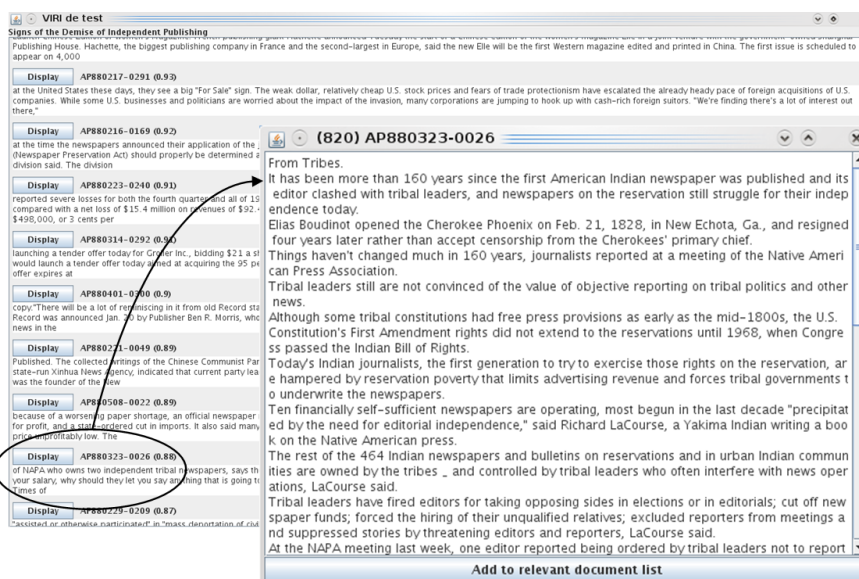 VIRI de test
Signs of the Demise of Independent Publishing
Publishing House. Hachette, the biggest publishing company in France and the second-largest in Europe, said the new Elle will be the first Western magazine edited and printed in China. The first issue is scheduled to
appear on 4,000
Display AP880217-0291 (0.93)
at the United States these days, they see a big "For Sale" sign. The weak dollar, relatively cheap U.S. stock prices and fears of trade protectionism have escalated the already heady pace of foreign acquisitions of U.S.
companies. While some U.S. businesses and politicians are worried about the impact of the invasion, many corporations are jumping to hook up with cash-rich foreign suitors. "We're finding there's a lot of interest out
there,"
Display AP880216-0169 (0.92)
at the time the newspapers announced their application of the
(Newspaper Preservation Act) should properly be determined a
division said. The division
Display AP880223-0240 (0.91)
reported severe losses for both the fourth quarter and all of 19
compared with a net loss of $15.4 million on revenues of $92.
$498,000, or 3 cents per
Display AP880314-0292 (0.91)
launching a tender offer today for Groller Inc., bidding $21 a sh
would launch a tender offer today aimed at acquiring the 95 pe
offer expires at
Display AP880401-0300 (0.9)
copy."There will be a lot of reminiscing in it from old Record sta
Record was announced Jan. 20 by Publisher Ben R. Morris, who
news in the
Display AP880221-0049 (0.89)
Published. The collected writings of the Chinese Communist Par
state-run Xinhua News Agency, indicated that current party lea
was the founder of the New
Display AP880508-0022 (0.89)
because of a worsening paper shortage, an official newspaper
for profit, and a state-ordered cut in imports. It also said many
price unprofitably low. The
Display AP880323-0026 (0.88)
of NAPA who owns two independent tribal newspapers, says th
your salary, why should they let you say anything that is going to
Times of
Display AP880229-0209 (0.87)
"assisted or otherwise participated" in "mass deportation of civi
(820) AP880323-0026
From Tribes.
It has been more than 160 years since the first American Indian newspaper was published and its
editor clashed with tribal leaders, and newspapers on the reservation still struggle for their indep
endence today.
Elias Boudinot opened the Cherokee Phoenix on Feb. 21, 1828, in New Echota, Ga., and resigned
four years later rather than accept censorship from the Cherokees' primary chief.
Things haven't changed much in 160 years, journalists reported at a meeting of the Native Ameri
can Press Association.
Tribal leaders still are not convinced of the value of objective reporting on tribal politics and other
news.
Although some tribal constitutions had free press provisions as early as the mid-1800s, the U.S.
Constitution's First Amendment rights did not extend to the reservations until 1968, when Congre
ss passed the Indian Bill of Rights.
Today's Indian journalists, the first generation to try to exercise those rights on the reservation, ar
e hampered by reservation poverty that limits advertising revenue and forces tribal governments t
o underwrite the newspapers.
Ten financially self-sufficient newspapers are operating, most begun in the last decade "precipitat
ed by the need for editorial independence," said Richard LaCourse, a Yakima Indian writing a boo
k on the Native American press.
The rest of the 464 Indian newspapers and bulletins on reservations and in urban Indian commun
ities are owned by the tribes _ and controlled by tribal leaders who often interfere with news oper
ations, LaCourse said.
Tribal leaders have fired editors for taking opposing sides in elections or in editorials; cut off new
spaper funds; forced the hiring of their unqualified relatives; excluded reporters from meetings a
nd suppressed stories by threatening editors and reporters, LaCourse said.
At the NAPA meeting last week, one editor reported being ordered by tribal leaders not to report
Add to relevant document list